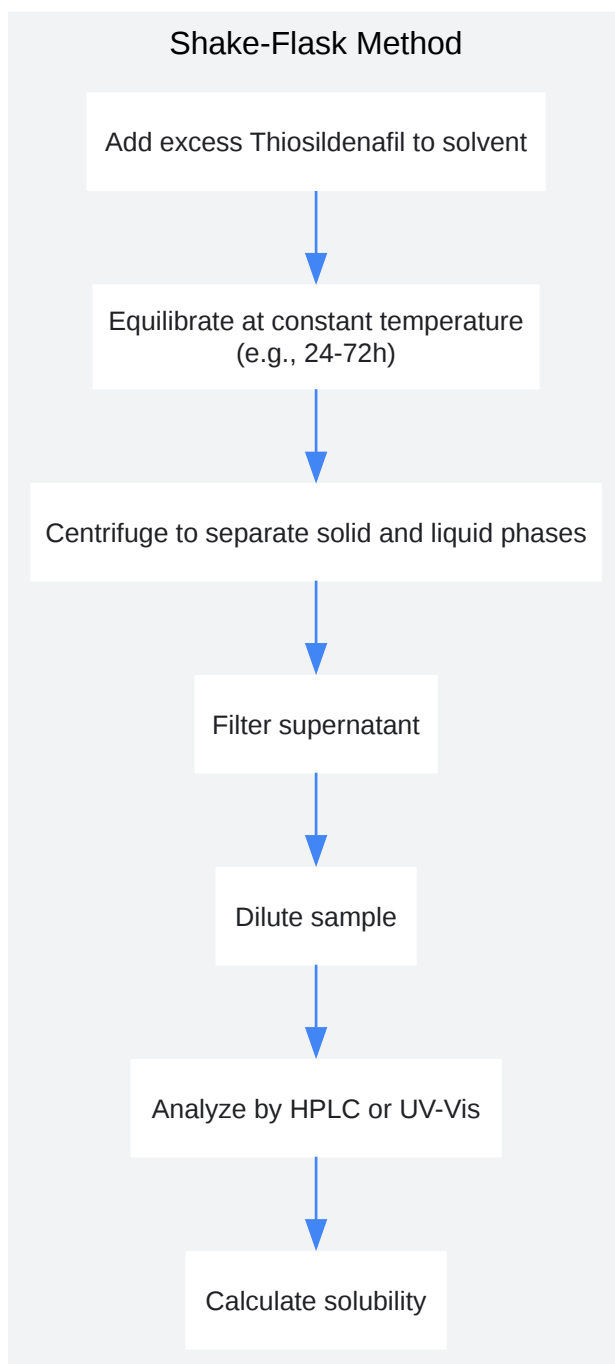 Shake-Flask Method
Add excess Thiosildenafil to solvent
Equilibrate at constant temperature
(e.g., 24-72h)
Centrifuge to separate solid and liquid phases
Filter supernatant
Dilute sample
Analyze by HPLC or UV-Vis
Calculate solubility